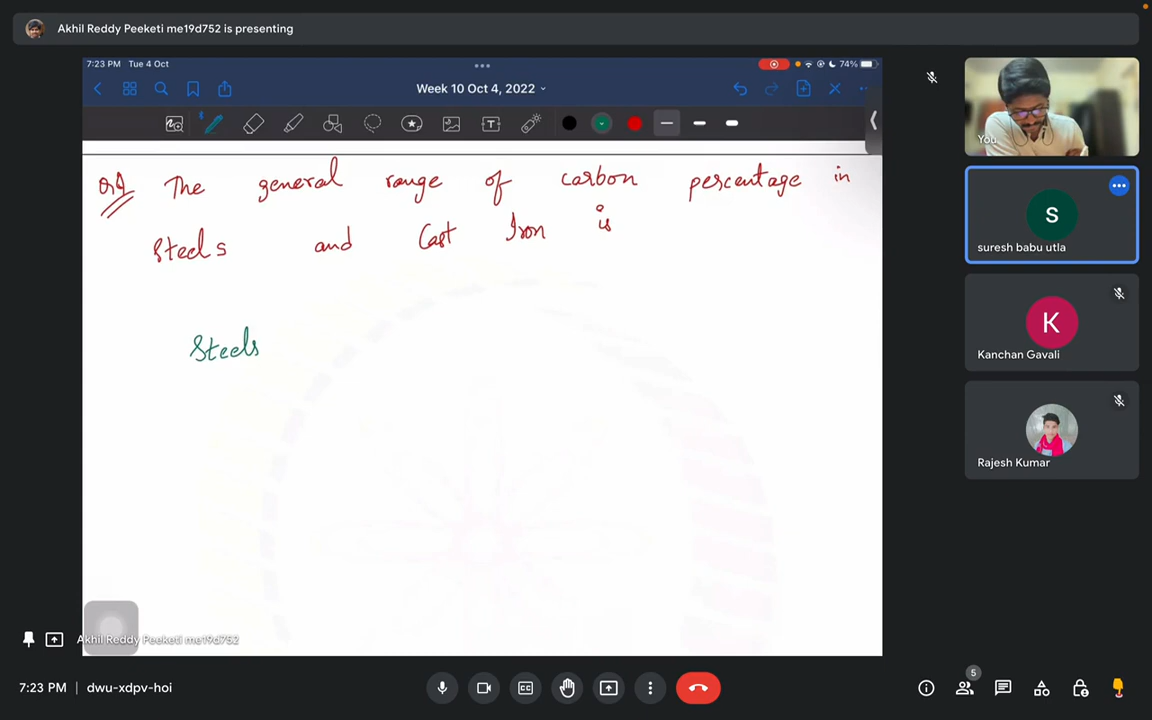 Akhil Reddy Peeketi me19d752 is presenting
7:23 PM Tue 4 Oct
74%
Week 10 Oct 4, 2022
You
The general range of carbon percentage in
Steels and Cast Iron is
Steels
S
suresh babu utla
K
Kanchan Gavali
Rajesh Kumar
Akhil Reddy Peeketi me19d752
7:23 PM | dwu-xdpv-hoi
5